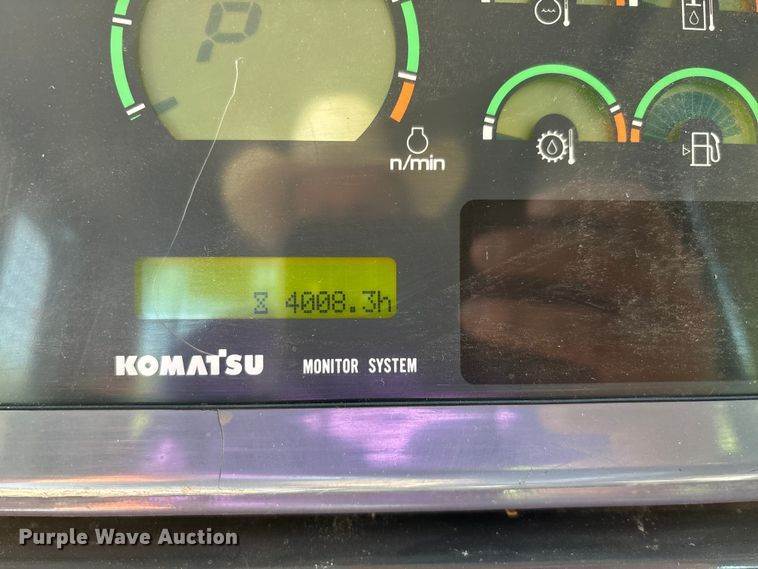 P
n/min
4008.3h
KOMATSU MONITOR SYSTEM
Purple Wave Auction